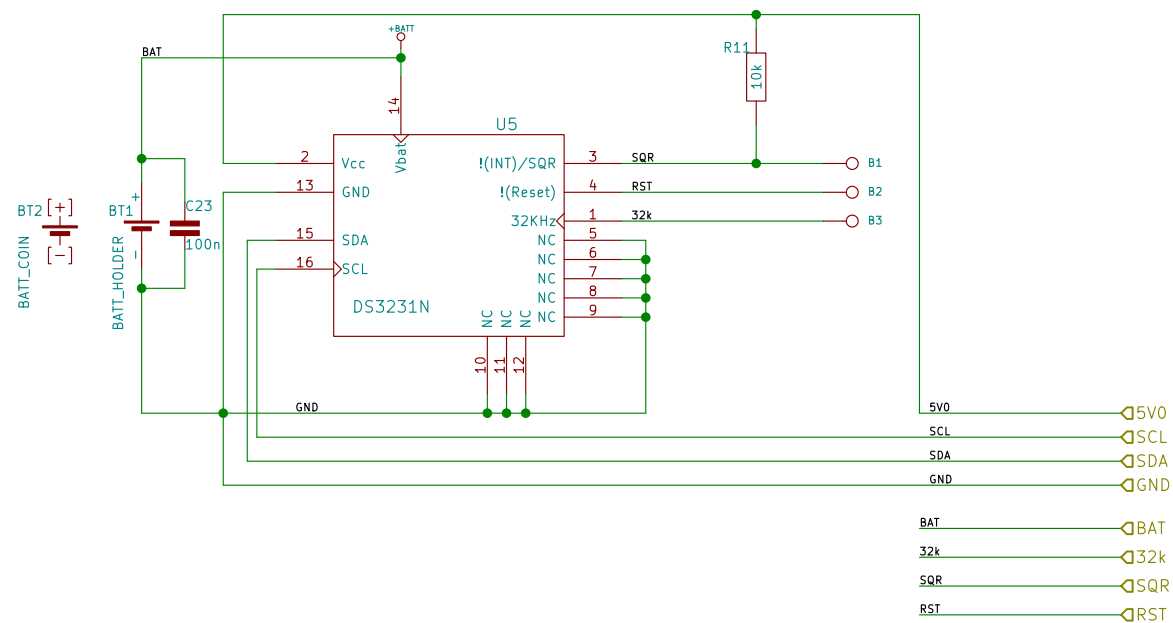 +BATT
BAT
R11
10k
14
U5
2
Vcc
Vbat
!(INT)/SQR
3
SQR
B1
13
GND
!(Reset)
4
RST
B2
BT2
[+]
[-]
BATT_COIN
BT1
+
-
BATT_HOLDER
C23
100n
32KHz
1
32k
B3
15
SDA
NC
5
NC
6
16
SCL
NC
7
NC
8
DS3231N
NC
9
NC
NC
NC
10
11
12
GND
5V0
5V0
SCL
SCL
SDA
SDA
GND
GND
BAT
BAT
32k
32k
SQR
SQR
RST
RST